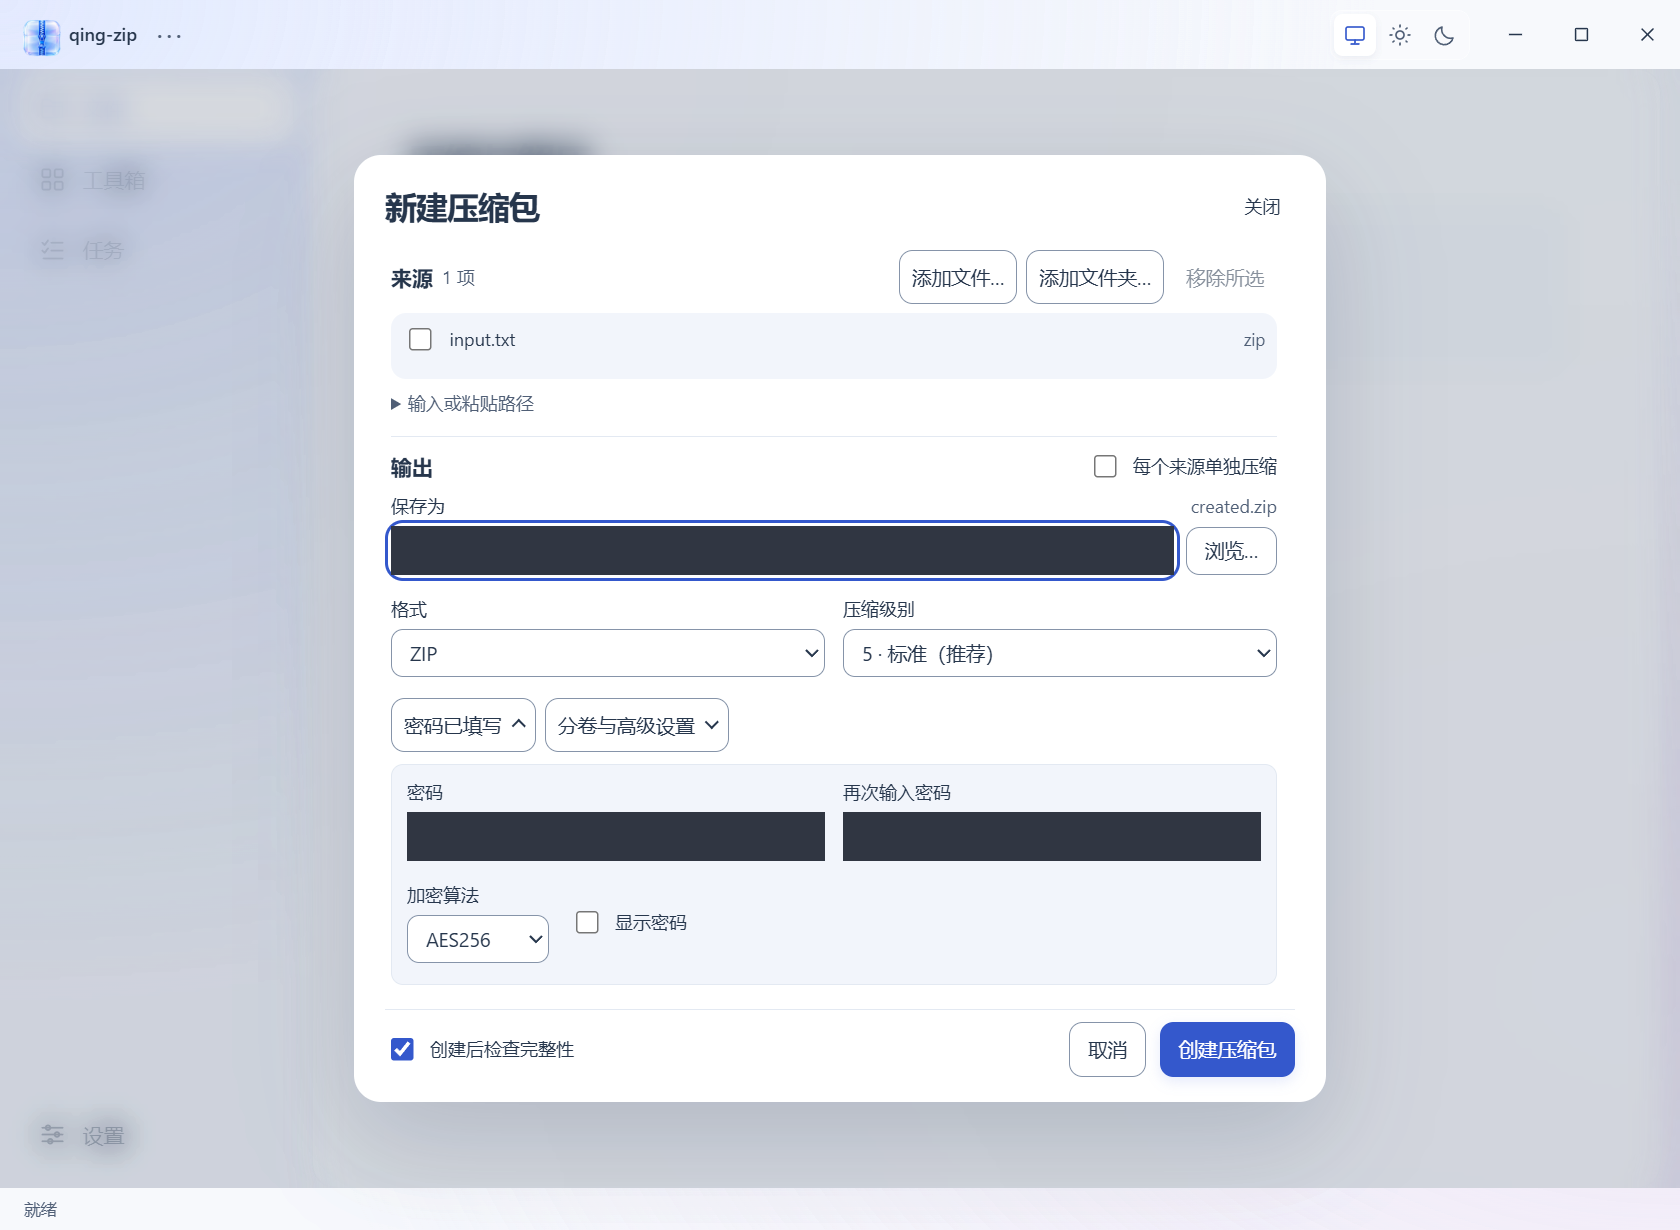 qing-zip ···
工具箱
任务
新建压缩包
关闭
来源 1 项
添加文件...
添加文件夹...
移除所选
input.txt
zip
输入或粘贴路径
输出
每个来源单独压缩
保存为
created.zip
浏览...
格式
压缩级别
ZIP
5 · 标准（推荐）
密码已填写
分卷与高级设置
密码
再次输入密码
加密算法
AES256
显示密码
创建后检查完整性
取消
创建压缩包
设置
就绪